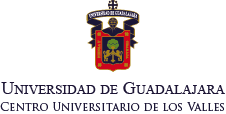 UNIVERSIDAD DE GUADALAJARA
CENTRO UNIVERSITARIO DE LOS VALLES